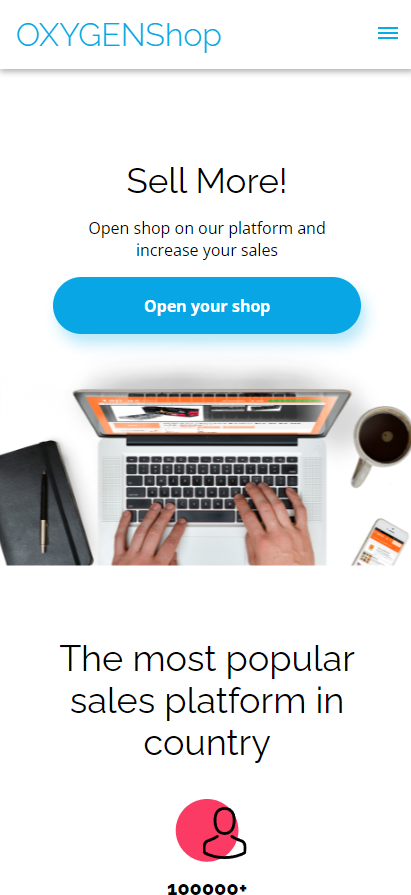 OXYGENShop
Sell More!
Open shop on our platform and
increase your sales
Open your shop
The most popular
sales platform in
country
100000+